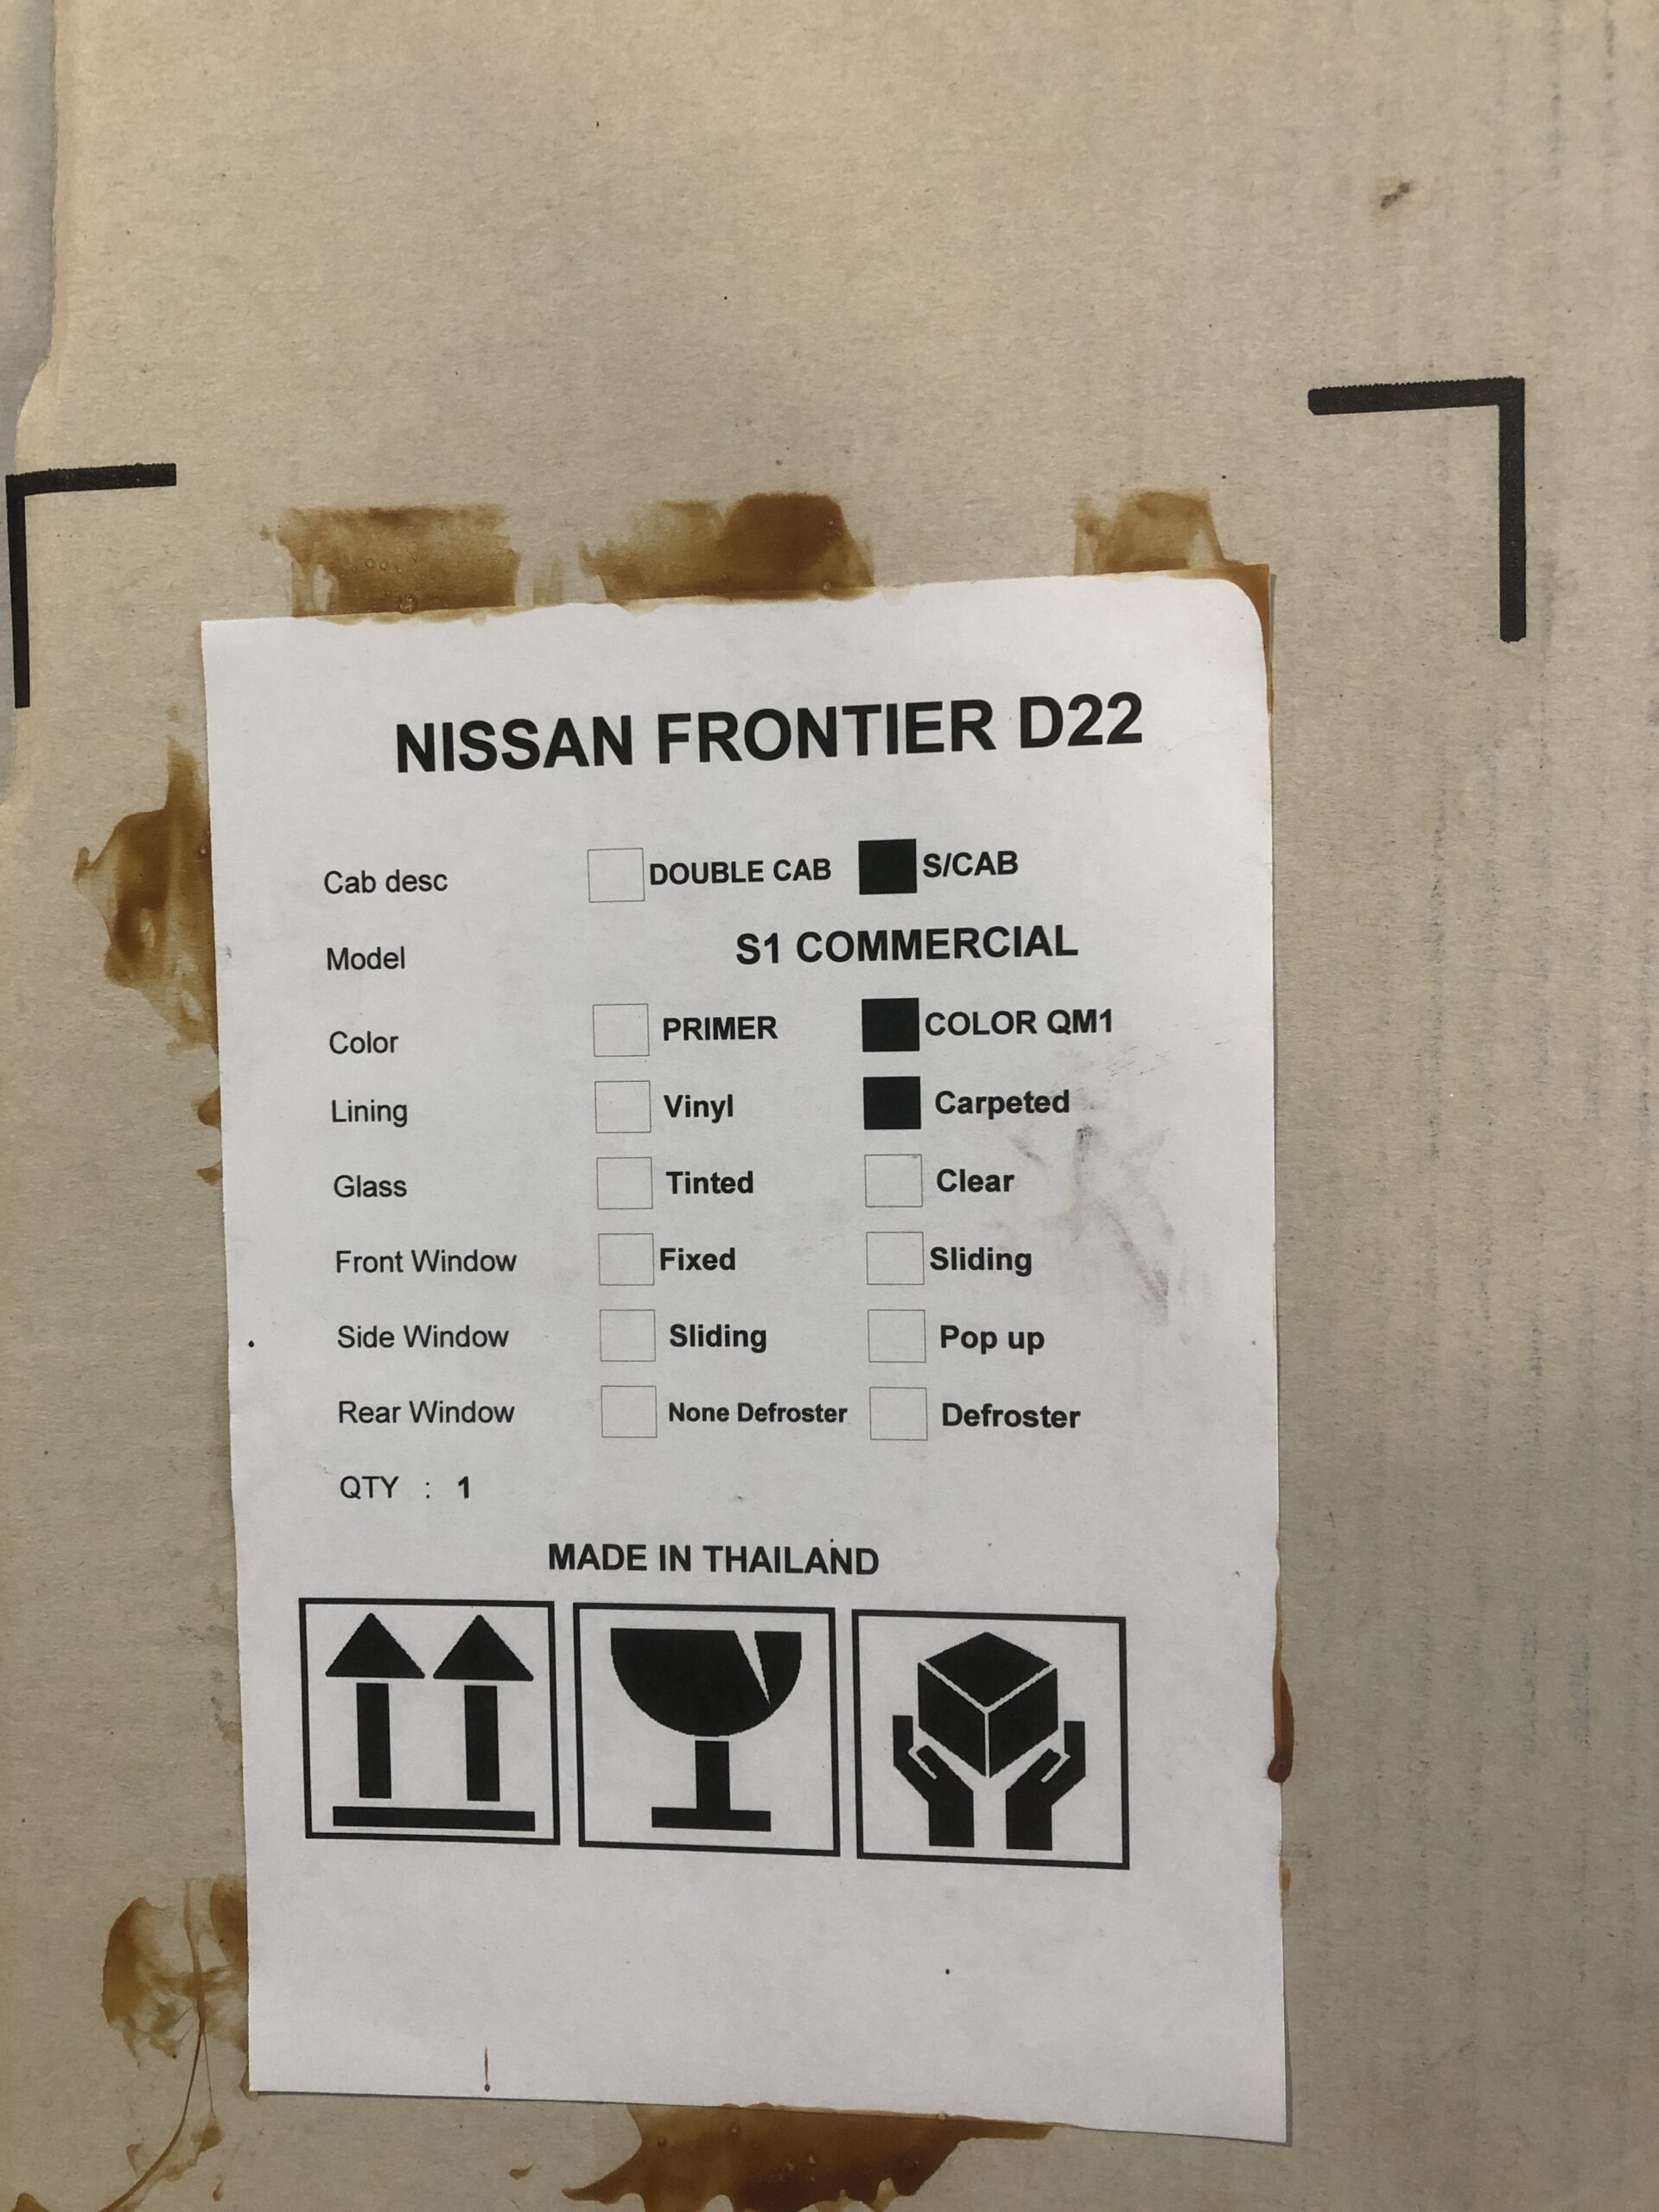 NISSAN FRONTIER D22
Cab desc DOUBLE CAB S/CAB
Model S1 COMMERCIAL
Color PRIMER COLOR QM1
Lining Vinyl Carpeted
Glass Tinted Clear
Front Window Fixed Sliding
Side Window Sliding Pop up
Rear Window None Defroster Defroster
QTY : 1
MADE IN THAILAND